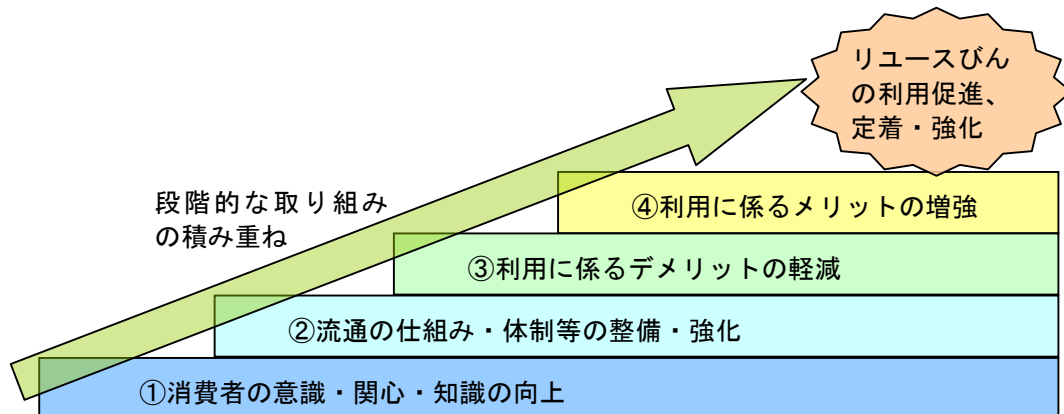 リユースびん
の利用促進、
定着・強化
段階的な取り組み
の積み重ね
④利用に係るメリットの増強
③利用に係るデメリットの軽減
②流通の仕組み・体制等の整備・強化
①消費者の意識・関心・知識の向上